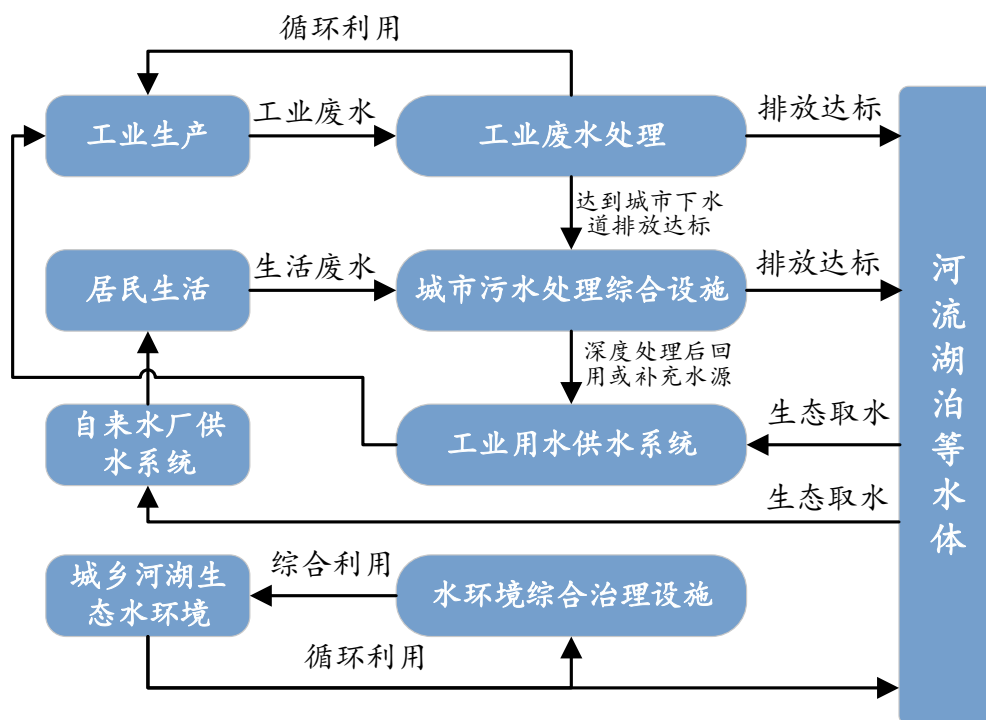 循环利用
工业生产
工业废水
工业废水处理
排放达标
达到城市下水
道排放达标
居民生活
生活废水
城市污水处理综合设施
排放达标
深度处理后回
用或补充水源
自来水厂供
水系统
工业用水供水系统
生态取水
生态取水
河流湖泊等水体
城乡河湖生
态水环境
综合利用
水环境综合治理设施
循环利用